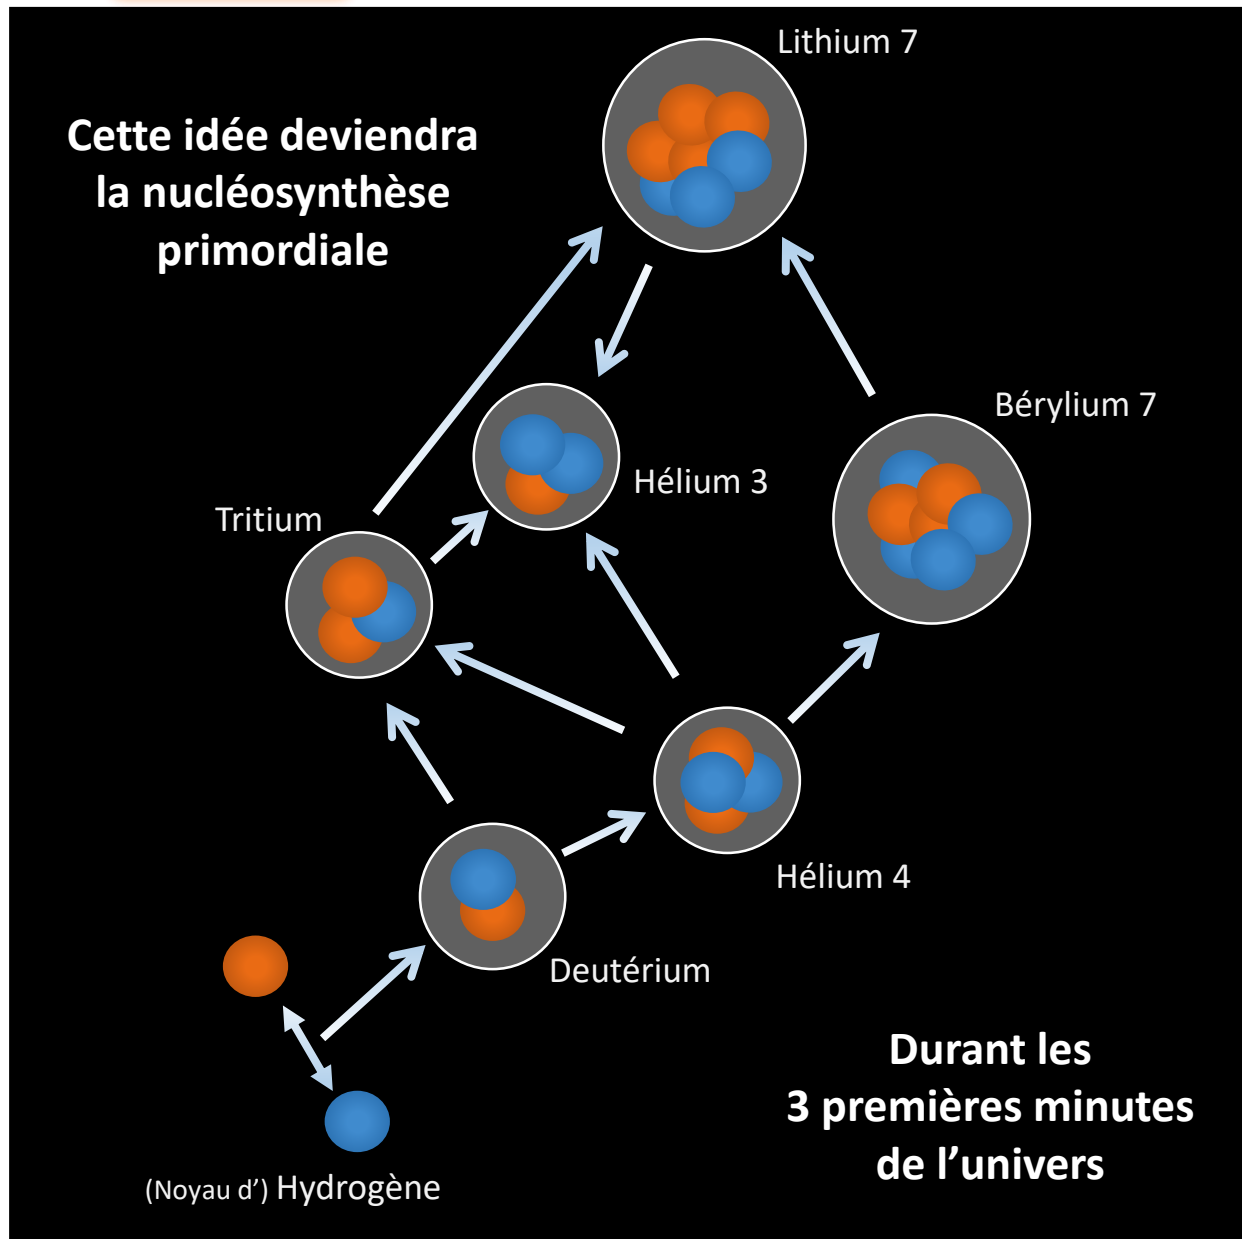 Lithium 7
Cette idée deviendra
la nucléosynthèse
primordiale
Bérylium 7
Hélium 3
Tritium
Hélium 4
Deutérium
Durant les
3 premières minutes
de l’univers
(Noyau d’) Hydrogène